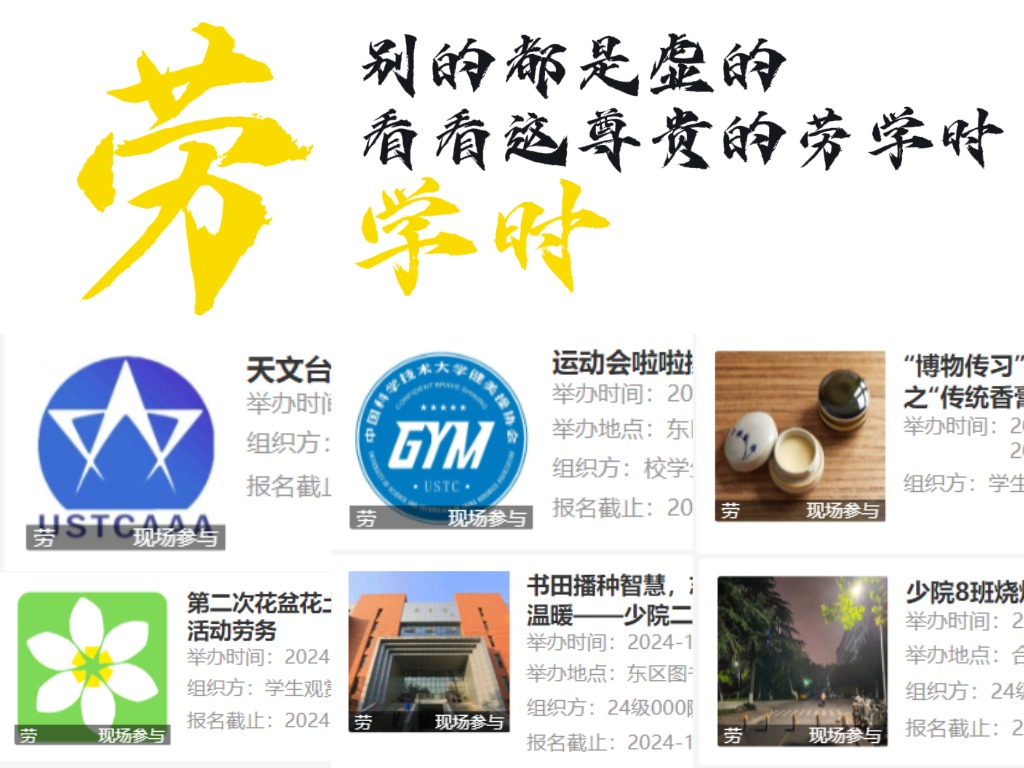 劳
别的都是虚的
看看这尊贵的劳学时
学时
天文台
举办时间
组织方：
报名截止
USTCAAA
劳 现场参与
运动会啦啦
举办时间：20
举办地点：东区
组织方：校学生
报名截止：20
中国科学技术大学健美操协会
CONFIDENT BRAVE SHINING
GYM
·USTC·
劳 现场参与
“博物传习”
之“传统香膏
举办时间：20
20
组织方：学生
劳 现场参与
第二次花盆花土
活动劳务
举办时间：2024
组织方：学生观赏
报名截止：2024
劳 现场参与
书田播种智慧，
温暖——少院二
举办时间：2024-1
举办地点：东区图书
组织方：24级000
报名截止：2024-1
劳 现场参与
少院8班烧烤
举办时间：2
举办地点：合
组织方：24级
报名截止：2
劳 现场参与